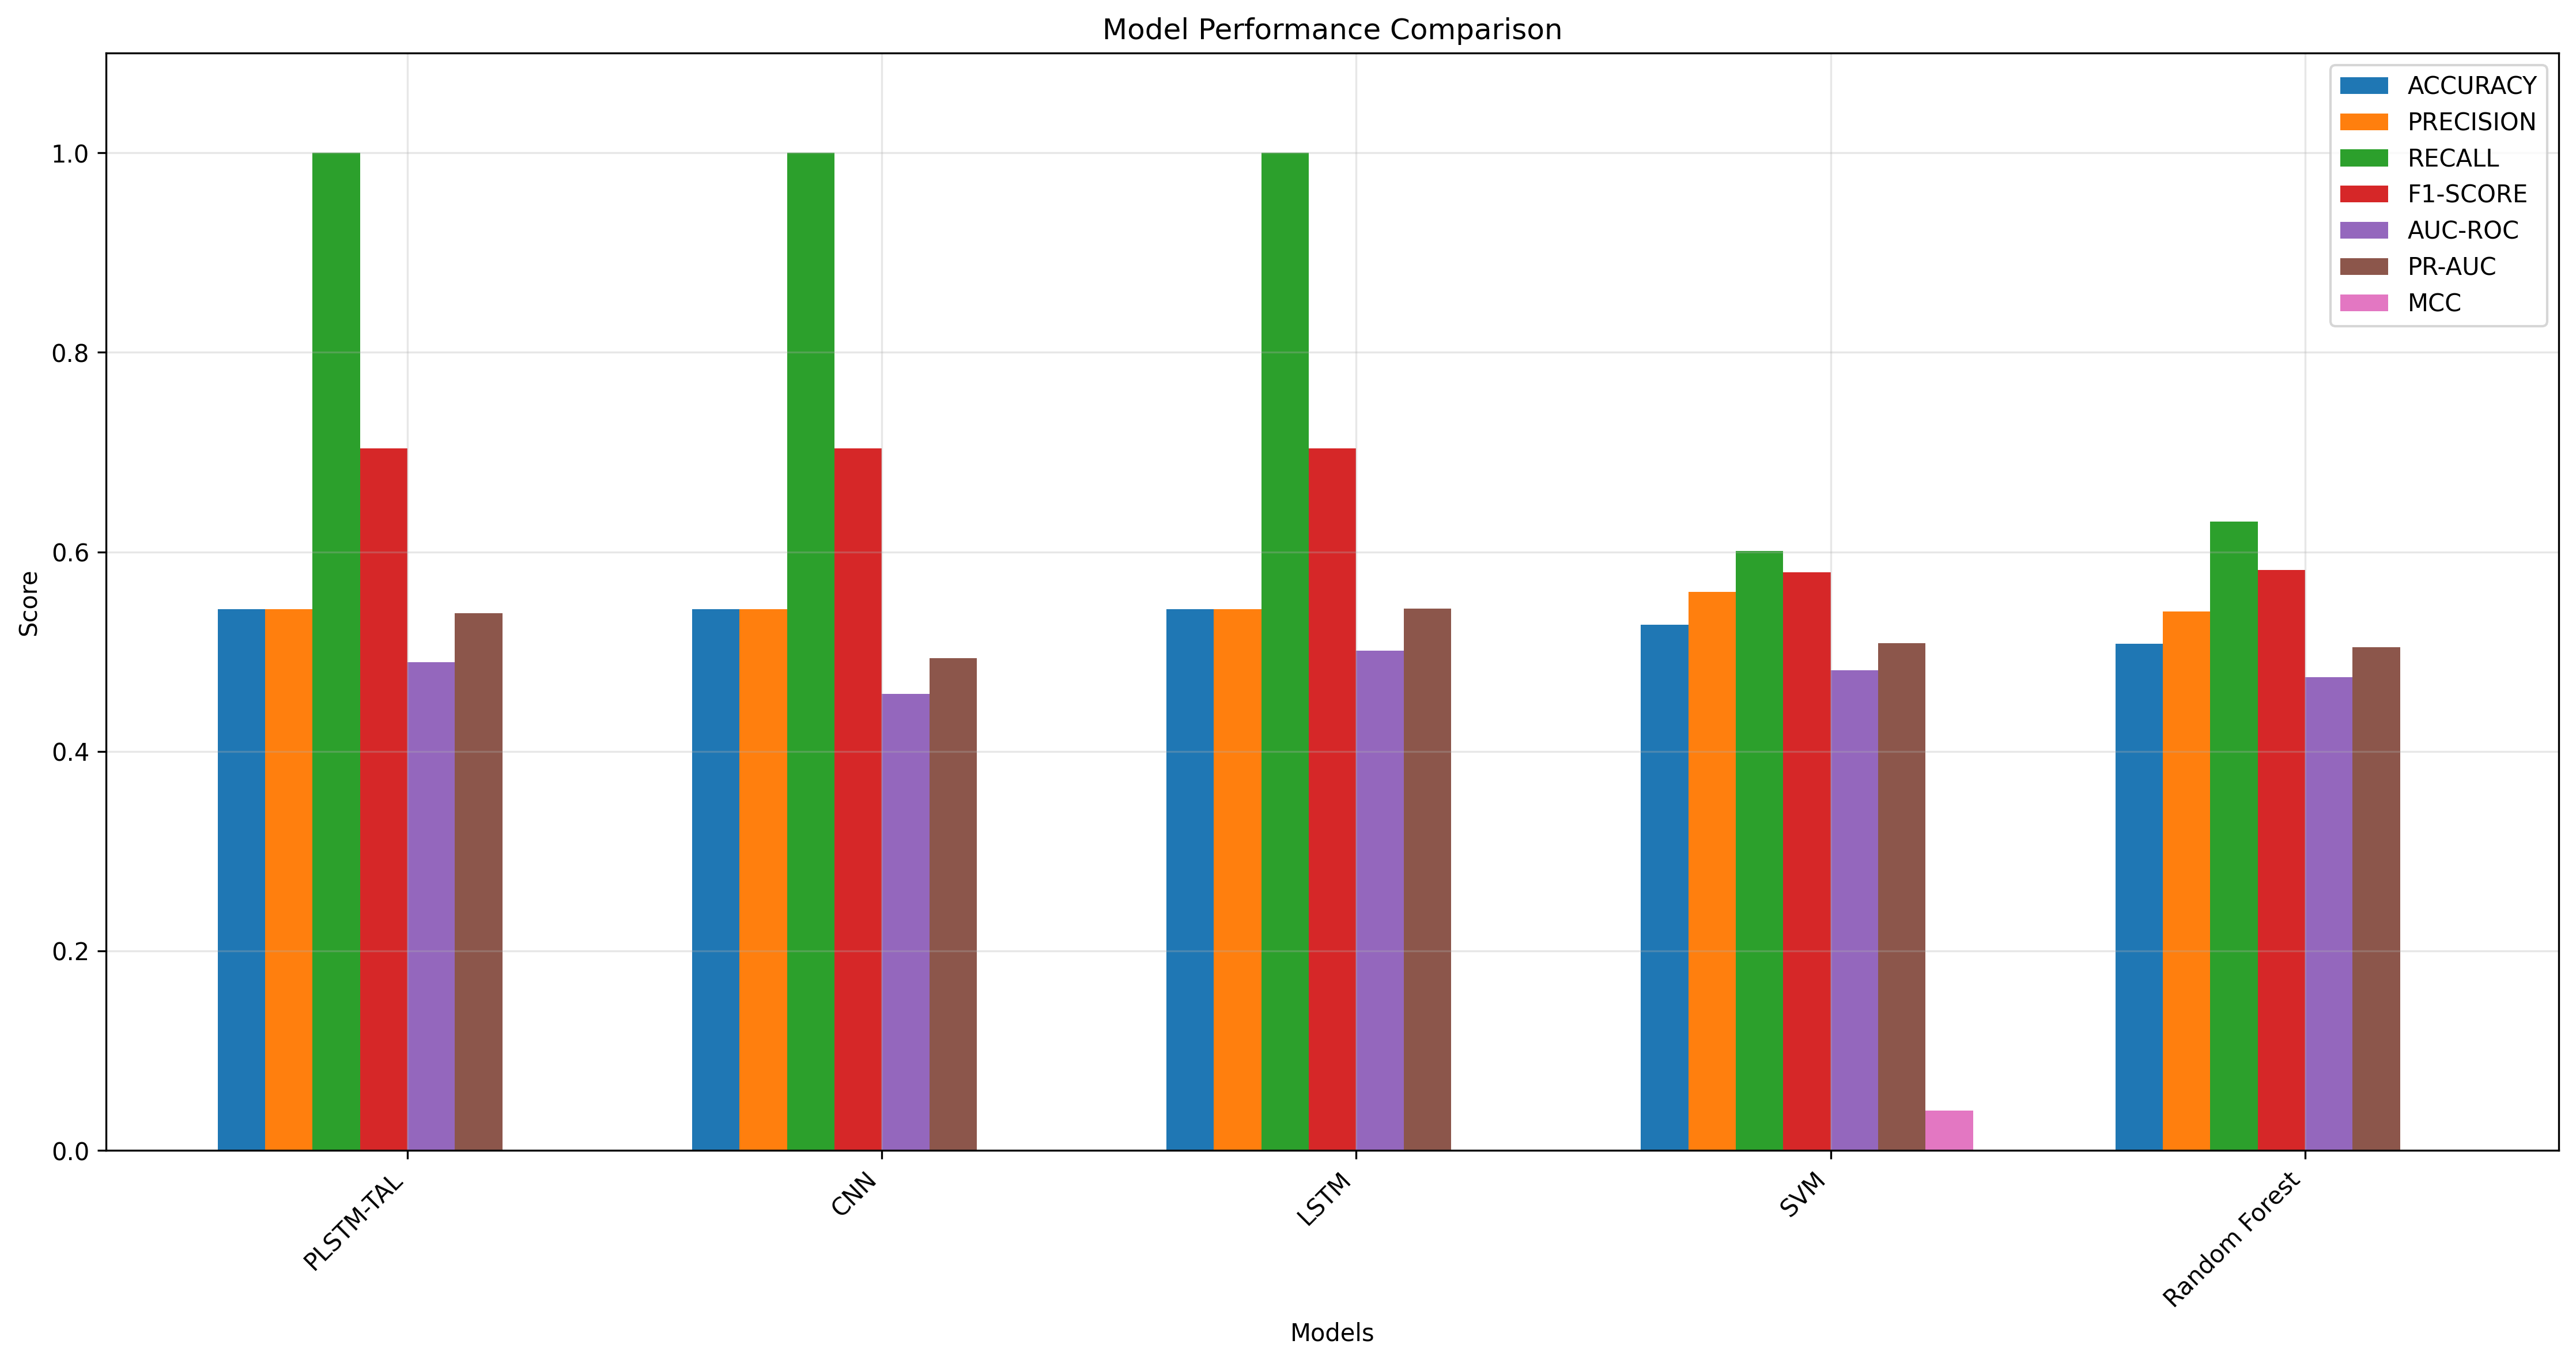 Model Performance Comparison
ACCURACY
PRECISION
RECALL
F1-SCORE
AUC-ROC
PR-AUC
MCC
Score
1.0
0.8
0.6
0.4
0.2
0.0
PLSTM-TAL
CNN
LSTM
SVM
Random Forest
Models